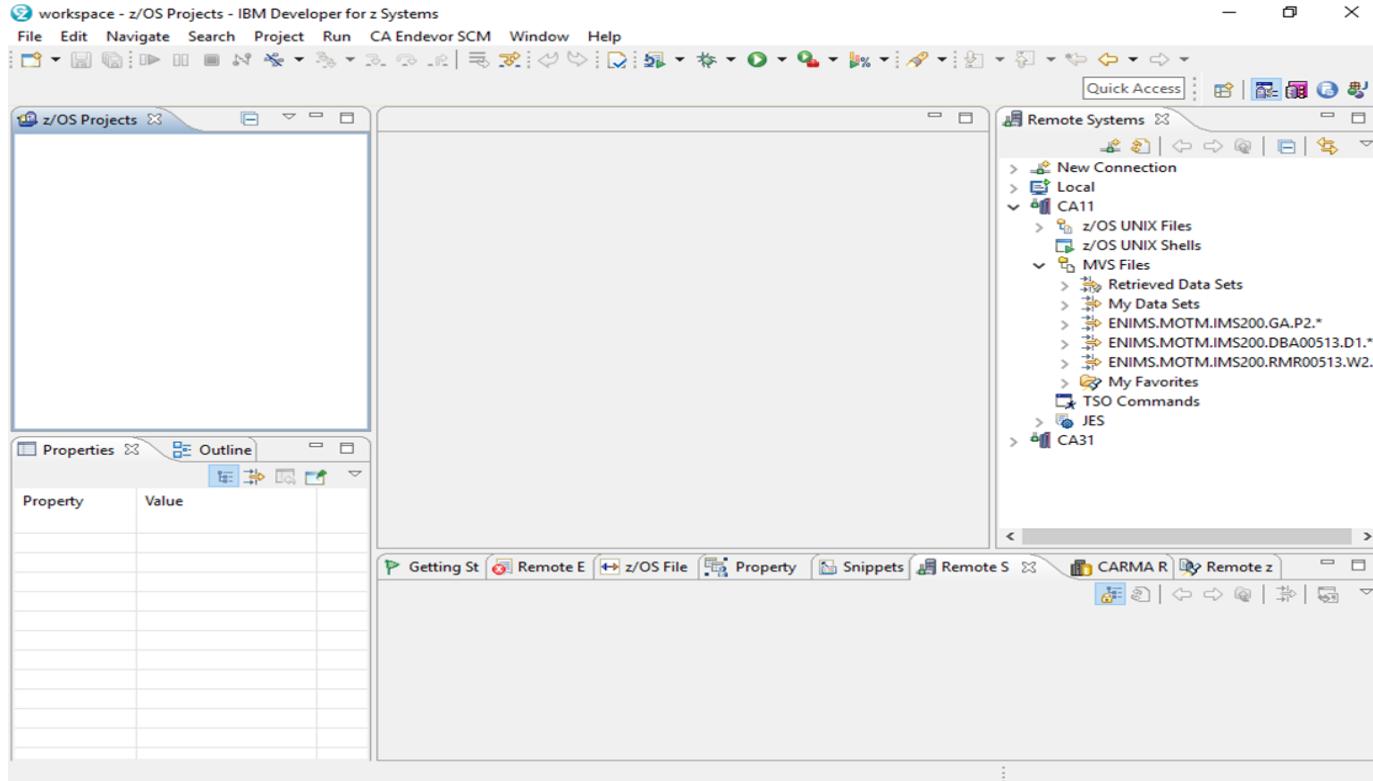 workspace - z/OS Projects - IBM Developer for z Systems
File Edit Navigate Search Project Run CA Endevor SCM Window Help
Quick Access
z/OS Projects
Remote Systems
New Connection
Local
CA11
z/OS UNIX Files
z/OS UNIX Shells
MVS Files
Retrieved Data Sets
My Data Sets
ENIMS.MOTM.IMS200.GA.P2.*
ENIMS.MOTM.IMS200.DBA00513.D1.*
ENIMS.MOTM.IMS200.RMR00513.W2.
My Favorites
TSO Commands
JES
CA31
Properties Outline
Property Value
Getting St Remote E z/OS File Property Snippets Remote S CARMA R Remote z